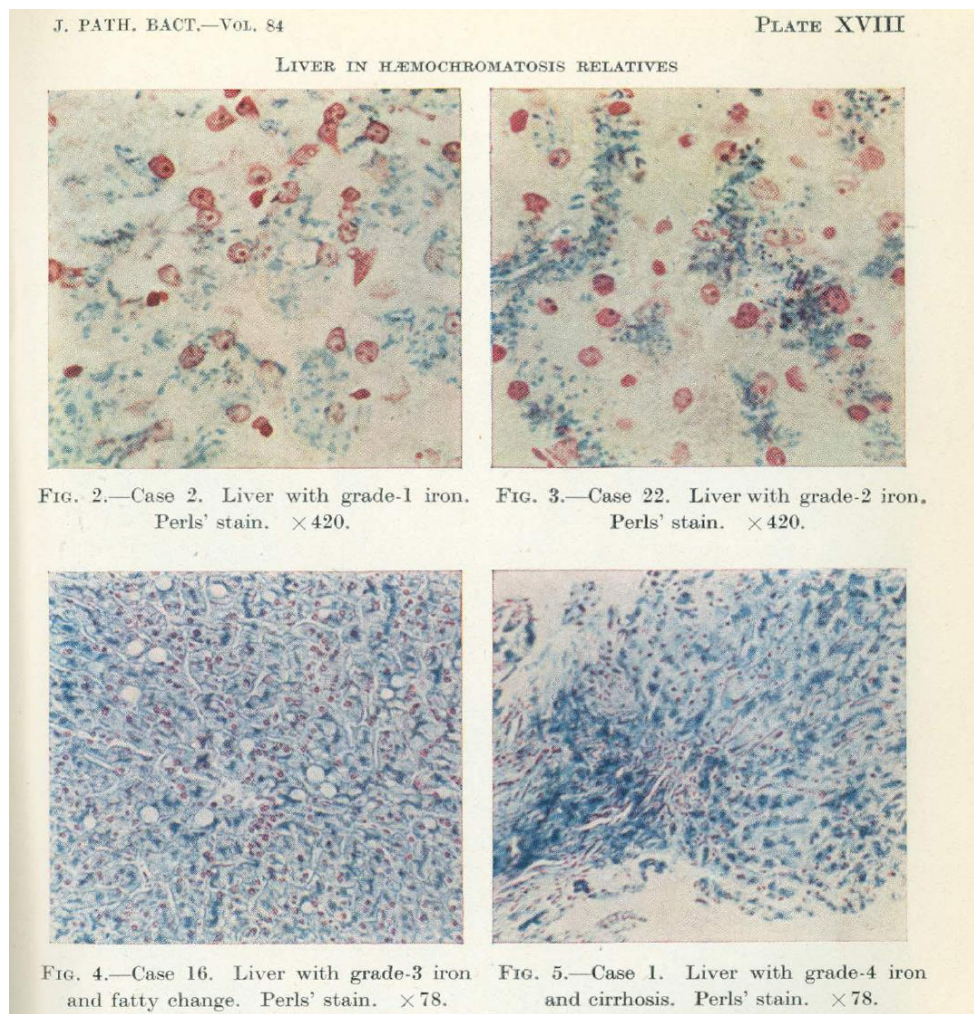 J. PATH. BACT.—VOL. 84
PLATE XVIII
LIVER IN HÆMOCHROMATOSIS RELATIVES
FIG. 2.—Case 2. Liver with grade-1 iron.
Perls' stain. ×420.
FIG. 3.—Case 22. Liver with grade-2 iron.
Perls' stain. ×420.
FIG. 4.—Case 16. Liver with grade-3 iron
and fatty change. Perls' stain. ×78.
FIG. 5.—Case 1. Liver with grade-4 iron
and cirrhosis. Perls' stain. ×78.